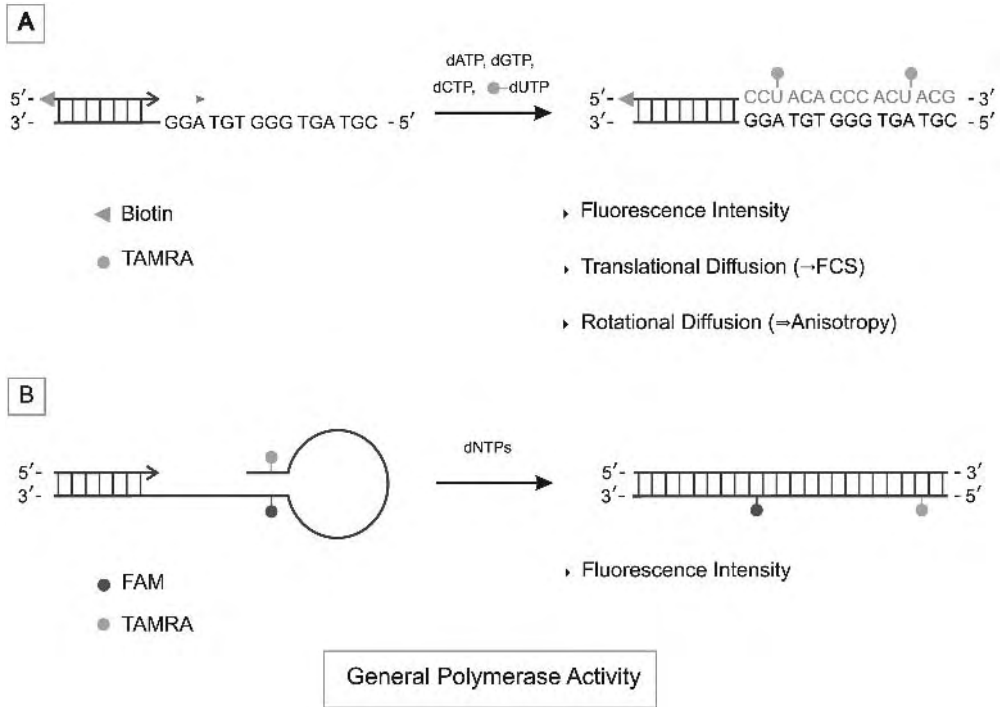 A
dATP, dGTP,
dCTP, -dUTP
5′-
CCU ACA CCC ACU ACG - 3′
3′-
GGA TGT GGG TGA TGC - 5′
5′-
3′-
GGA TGT GGG TGA TGC - 5′
Biotin
TAMRA
Fluorescence Intensity
Translational Diffusion (→FCS)
Rotational Diffusion (⇒Anisotropy)
B
dNTPs
5′-
3′-
5′-
- 3′
3′-
- 5′
FAM
TAMRA
Fluorescence Intensity
General Polymerase Activity